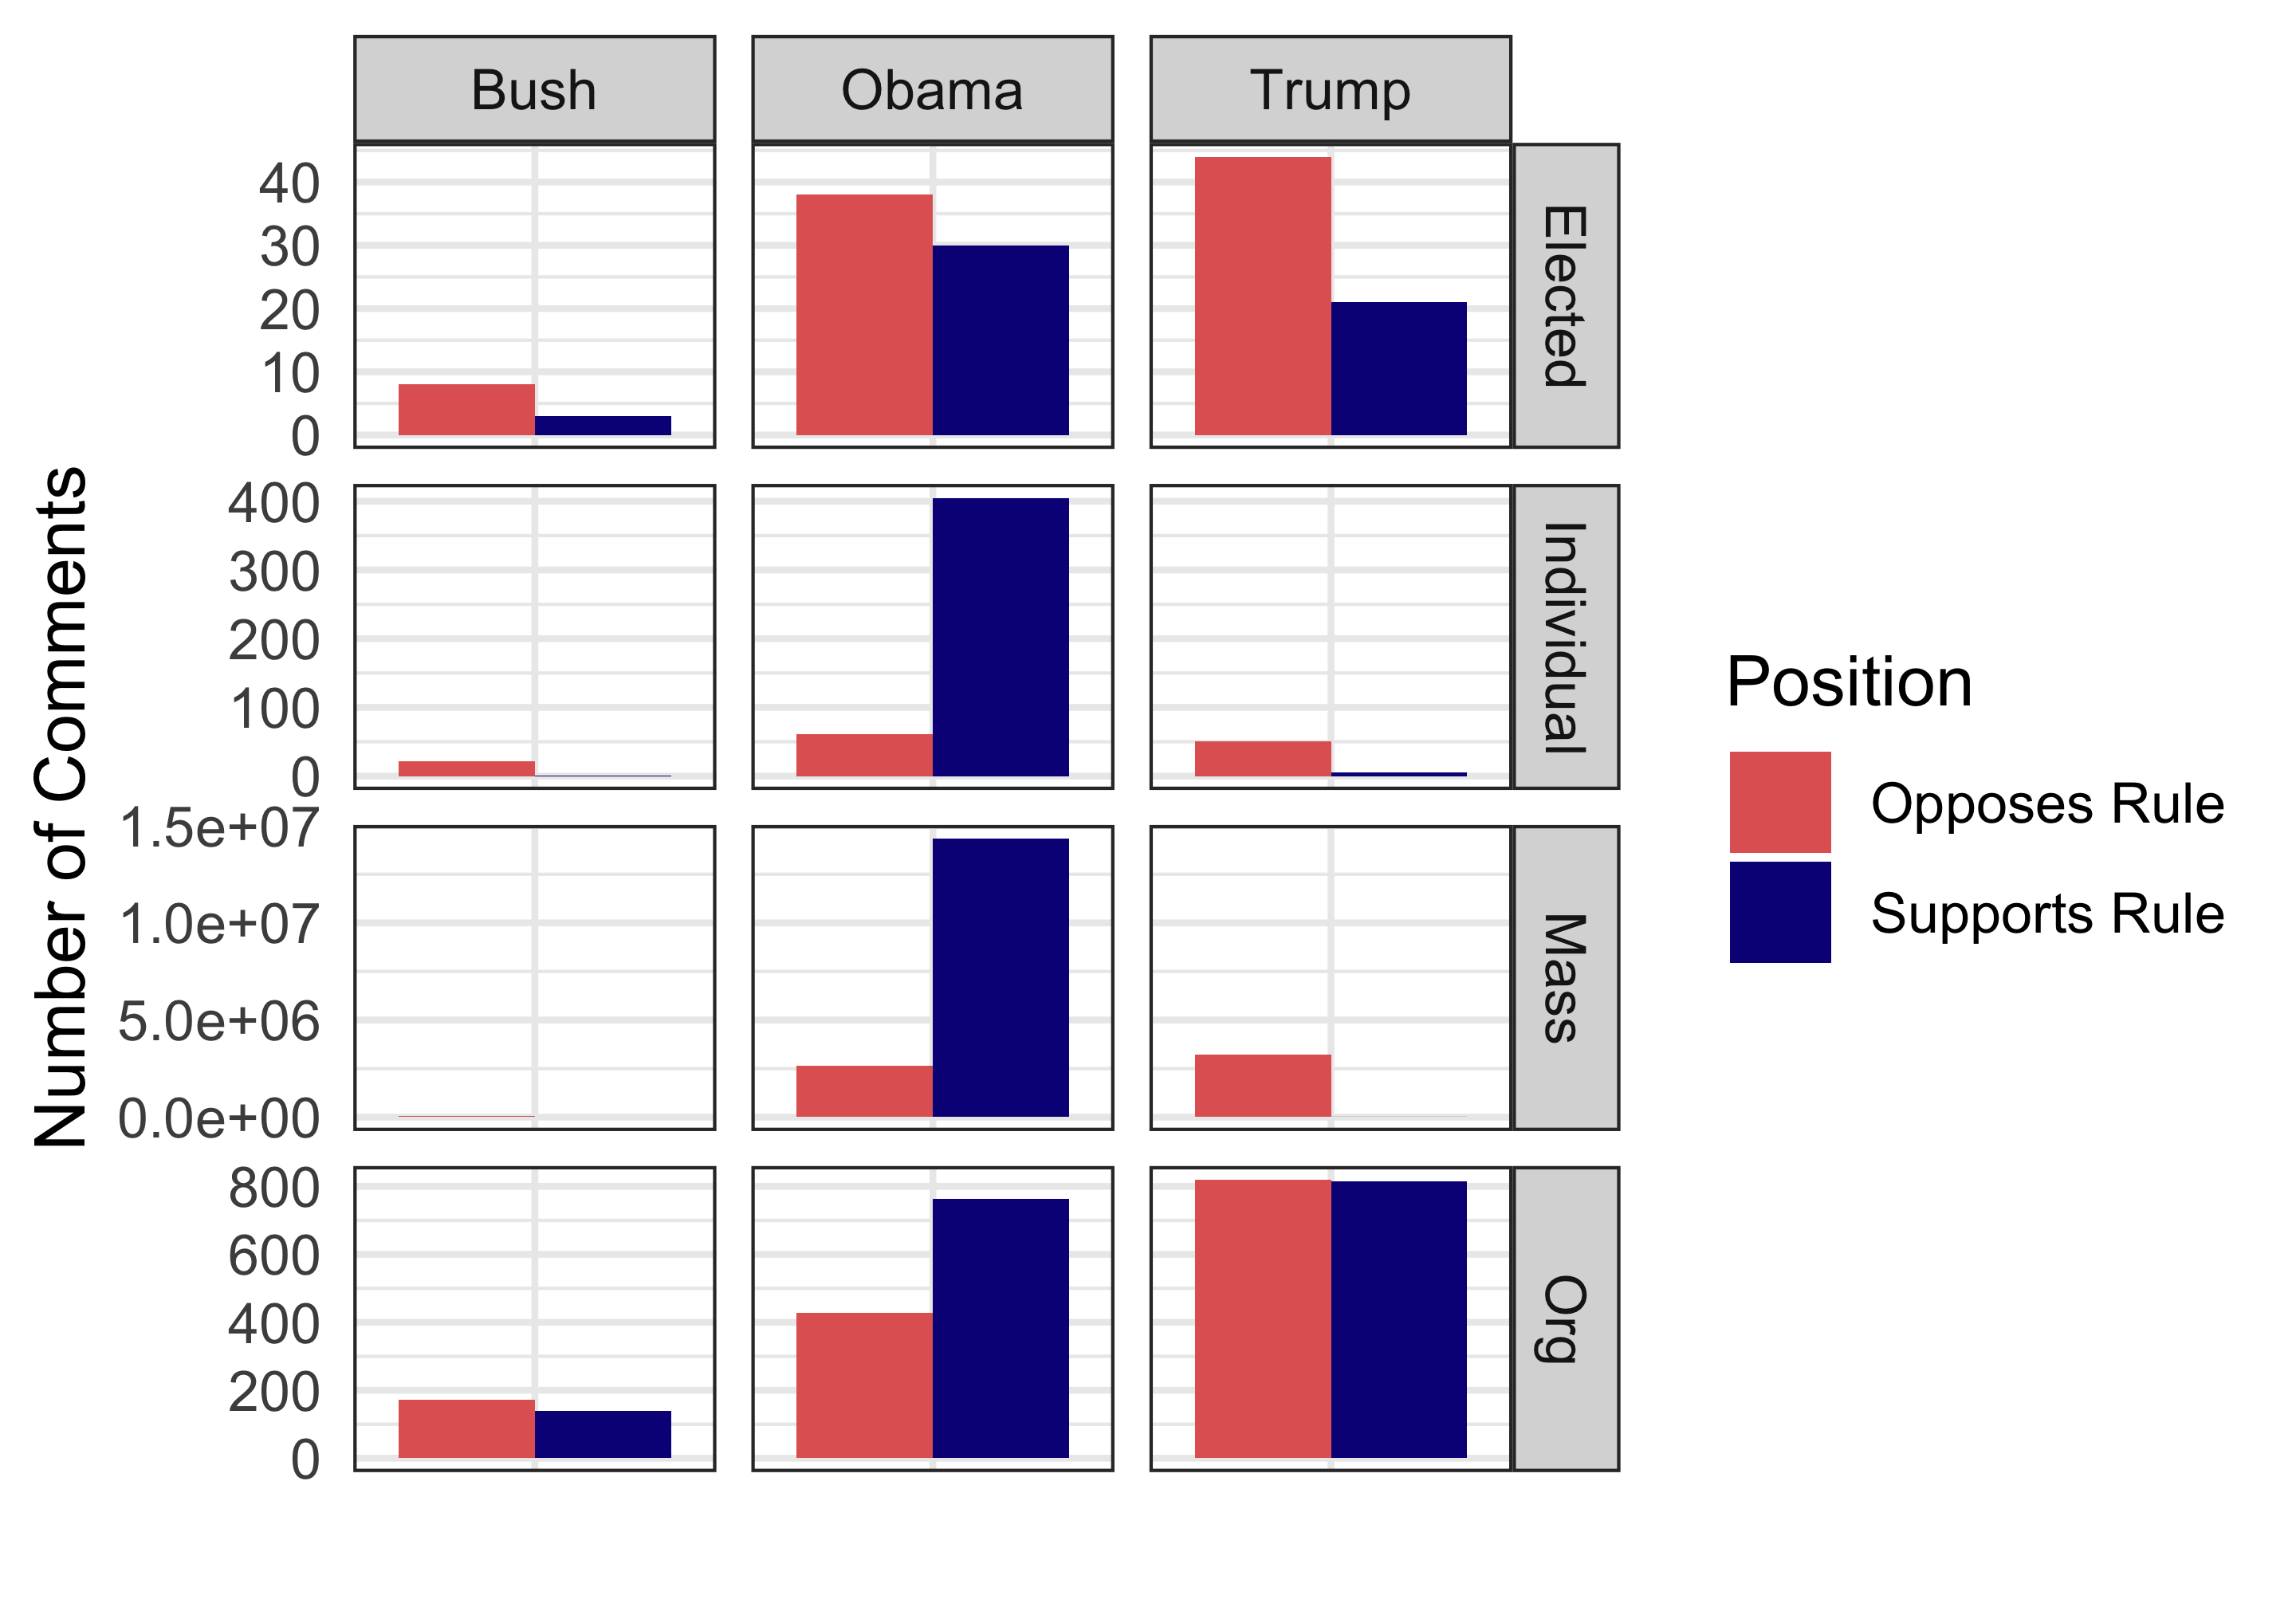 Bush
Obama
Trump
Number of Comments
40
30
20
10
0
Elected
400
300
200
100
0
Individual
1.5e+07
1.0e+07
5.0e+06
0.0e+00
Mass
800
600
400
200
0
Org
Position
Opposes Rule
Supports Rule